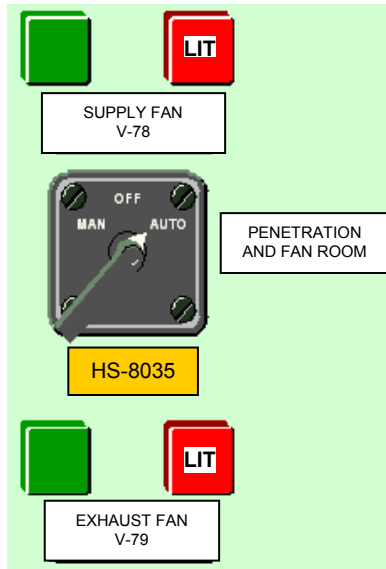 LIT
SUPPLY FAN
V-78
OFF
MAN AUTO
PENETRATION
AND FAN ROOM
HS-8035
LIT
EXHAUST FAN
V-79